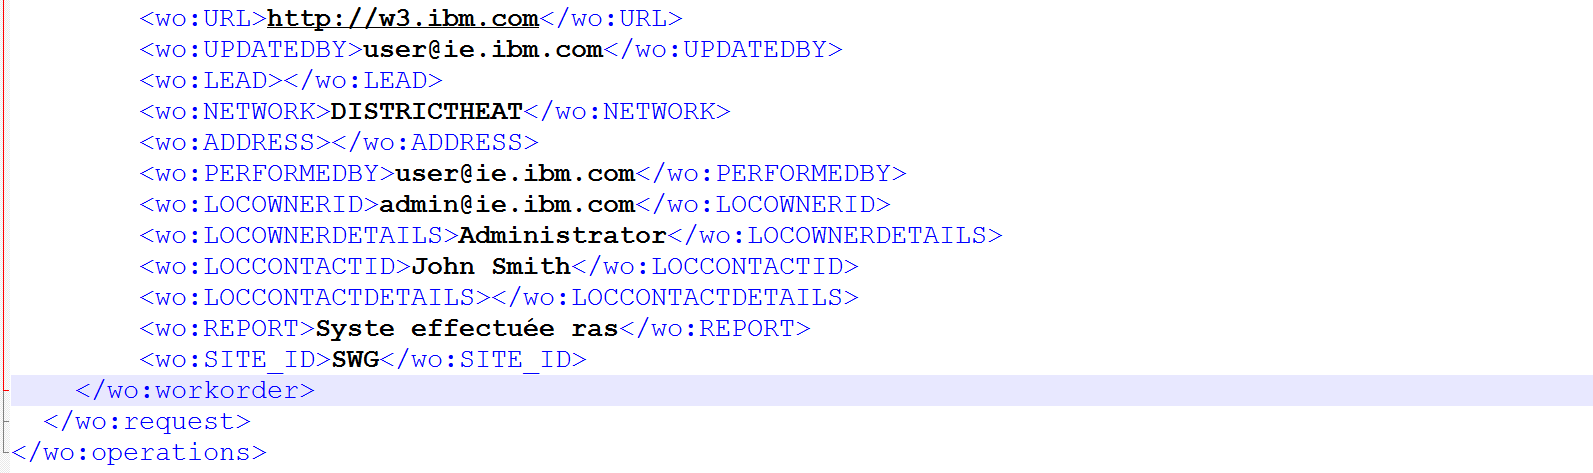 <wo:URL>http://w3.ibm.com</wo:URL>
<wo:UPDATEDBY>user@ie.ibm.com</wo:UPDATEDBY>
<wo:LEAD></wo:LEAD>
<wo:NETWORK>DISTRICTHEAT</wo:NETWORK>
<wo:ADDRESS></wo:ADDRESS>
<wo:PERFORMEDBY>user@ie.ibm.com</wo:PERFORMEDBY>
<wo:LOCOWNERID>admin@ie.ibm.com</wo:LOCOWNERID>
<wo:LOCOWNERDETAILS>Administrator</wo:LOCOWNERDETAILS>
<wo:LOCCONTACTID>John Smith</wo:LOCCONTACTID>
<wo:LOCCONTACTDETAILS></wo:LOCCONTACTDETAILS>
<wo:REPORT>Syste effectuée ras</wo:REPORT>
<wo:SITE_ID>SWG</wo:SITE_ID>
</wo:workorder>
</wo:request>
</wo:operations>